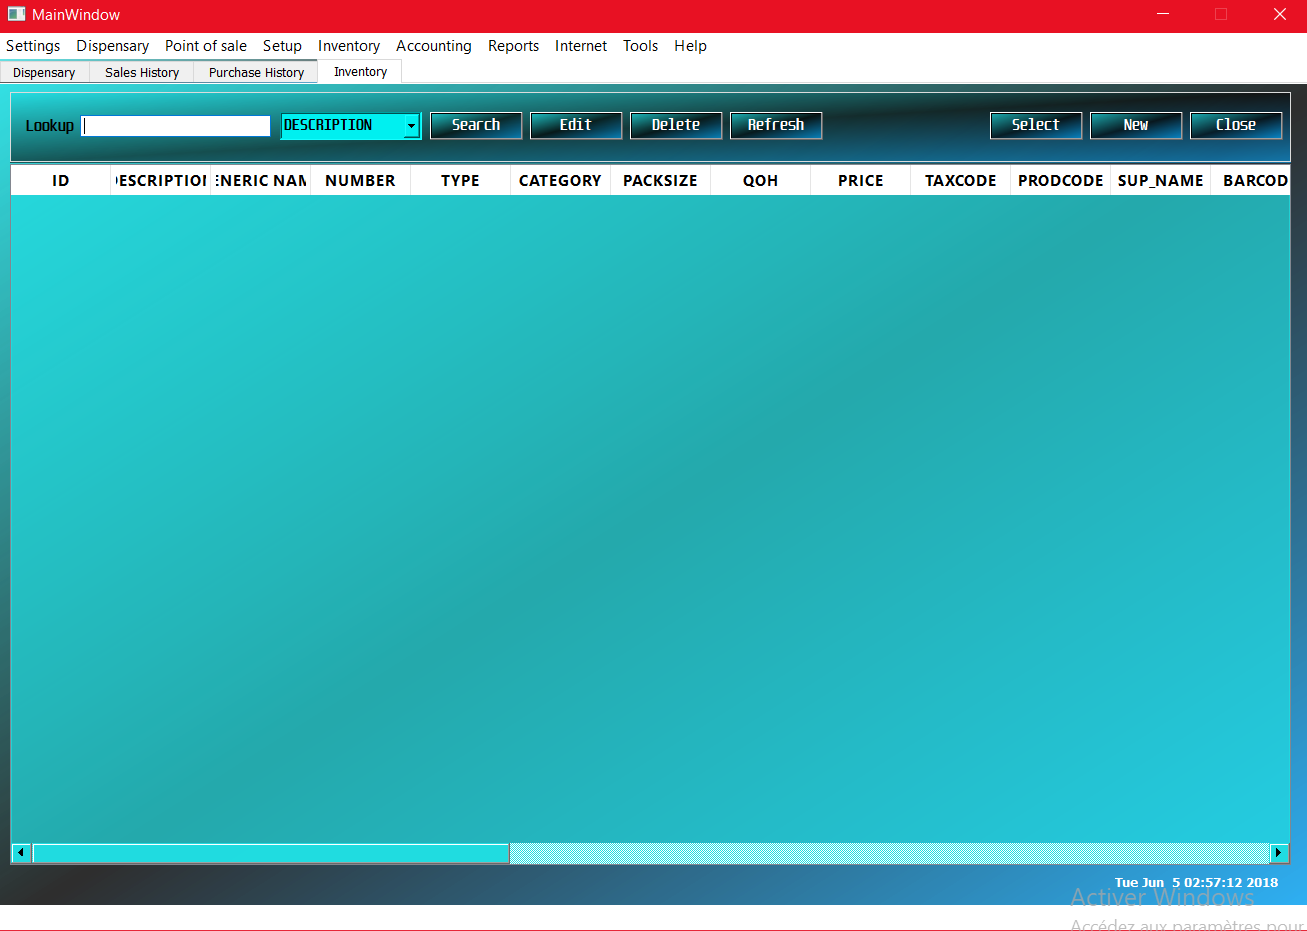 MainWindow
Settings Dispensary Point of sale Setup Inventory Accounting Reports Internet Tools Help
Dispensary Sales History Purchase History Inventory
Lookup DESCRIPTION Search Edit Delete Refresh Select New Close
ID DESCRIPTION ENERIC NAM NUMBER TYPE CATEGORY PACKSIZE QOH PRICE TAXCODE PRODCODE SUP_NAME BARCOD
Tue Jun 5 02:57:12 2018
Activer Windows
Accédez aux paramètres pour